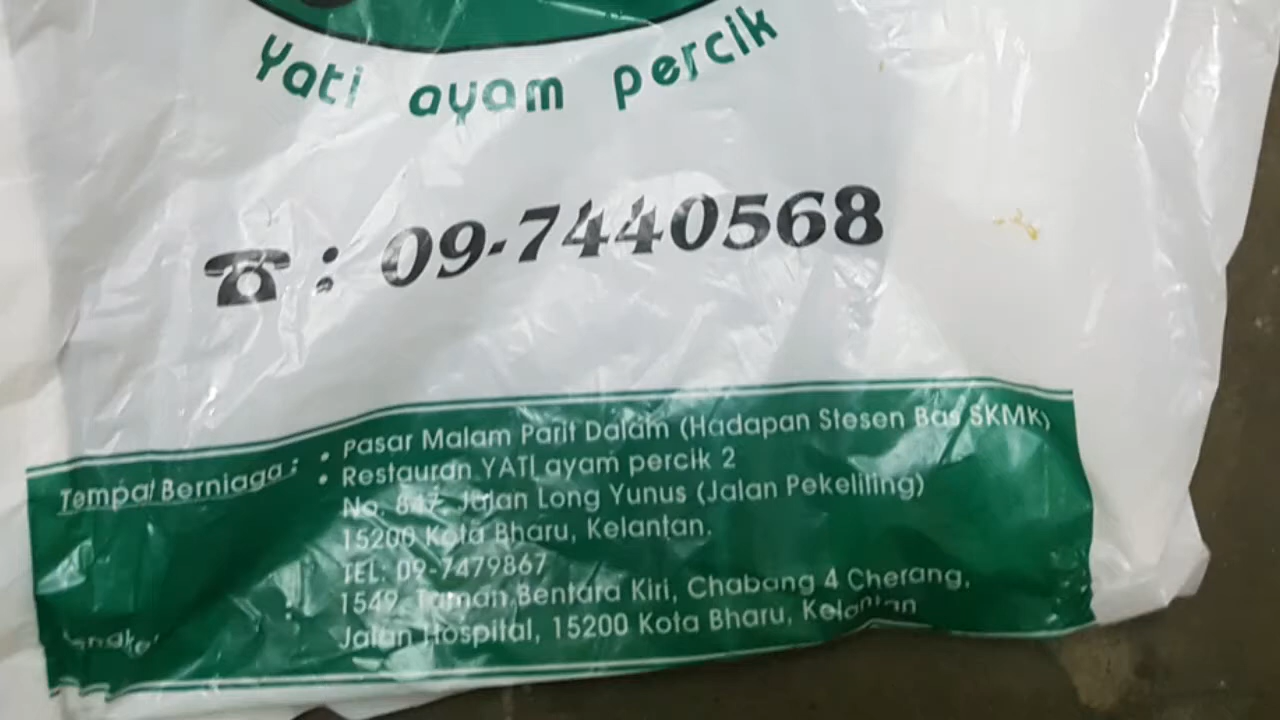 Yati ayam percik
☎ : 09-7440568
Tempat Berniaga : • Pasar Malam Parit Dalam (Hadapan Stesen Bas SKMK)
• Restauran YATI ayam percik 2
No. 847, Jalan Long Yunus (Jalan Pekeliling)
15200 Kota Bharu, Kelantan.
TEL: 09-7479867
: 1549, Taman Bentara Kiri, Chabang 4 Cherang,
Jalan Hospital, 15200 Kota Bharu, Kelantan